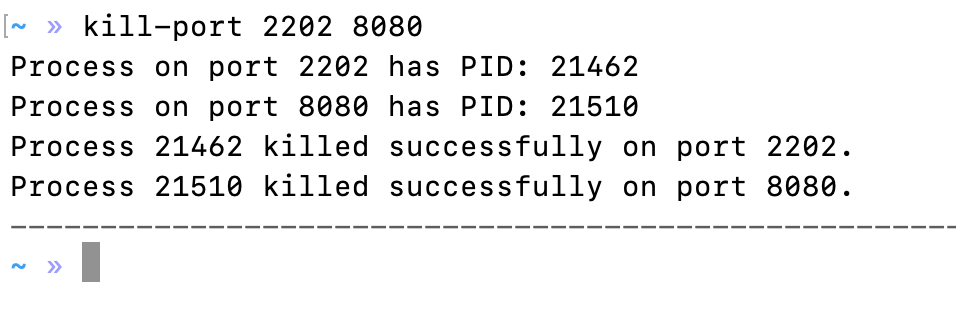 ~ » kill-port 2202 8080
Process on port 2202 has PID: 21462
Process on port 8080 has PID: 21510
Process 21462 killed successfully on port 2202.
Process 21510 killed successfully on port 8080.
~ »